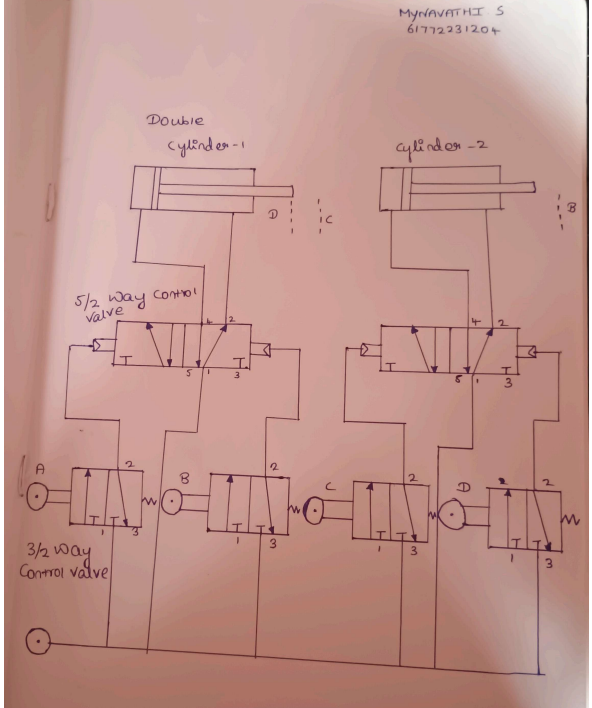 MYNAVATHI. S
61772231204
Double
Cylinder-1
Cylinder-2
D
C
B
5/2 Way Control
Valve
4 2
5 1 3
4 2
5 1 3
A
2
B
2
C
2
D
2 2
1 3
1 3
1 3
1 3
3/2 Way
Control valve